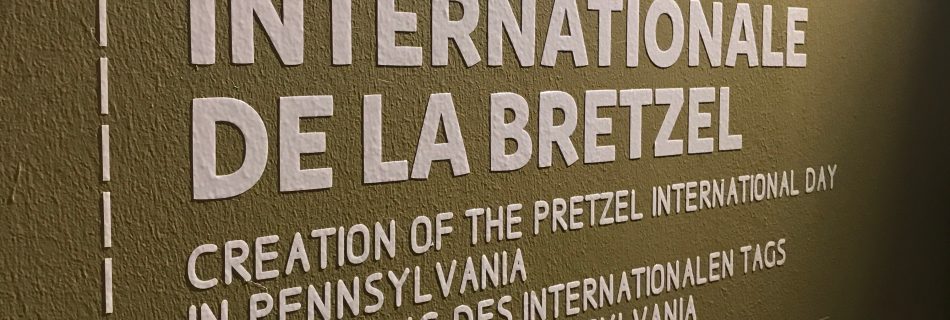 INTERNATIONALE
DE LA BRETZEL
CREATION OF THE PRETZEL INTERNATIONAL DAY
IN PENNSYLVANIA
DES INTERNATIONALEN TAGS